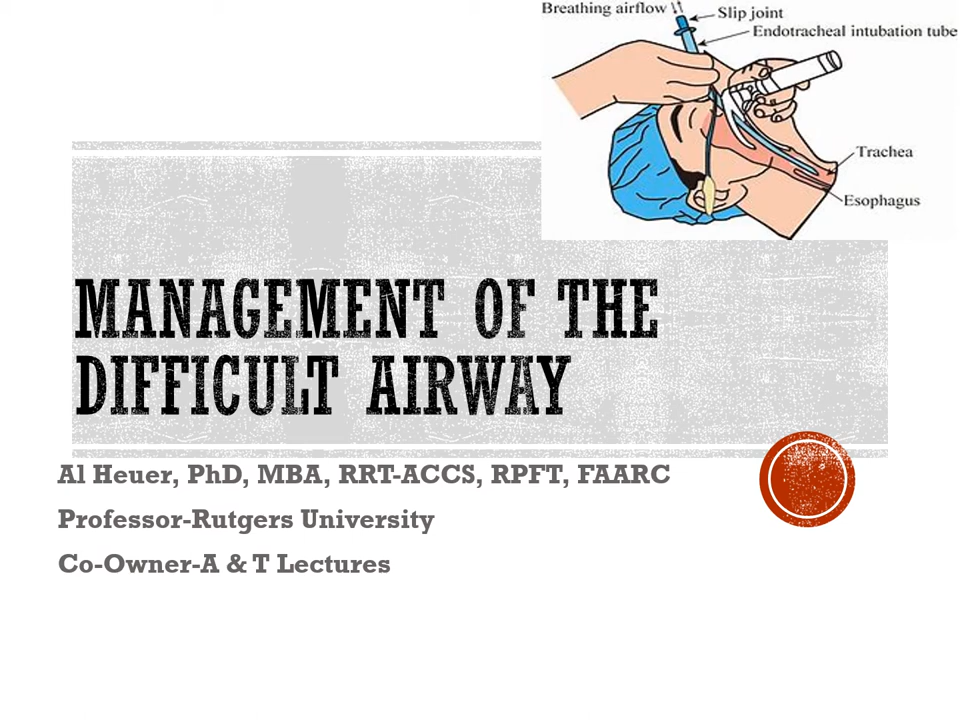 Breathing airflow
Slip joint
Endotracheal intubation tube
Trachea
Esophagus
MANAGEMENT OF THE
DIFFICULT AIRWAY
Al Heuer, PhD, MBA, RRT-ACCS, RPFT, FAARC
Professor-Rutgers University
Co-Owner-A & T Lectures